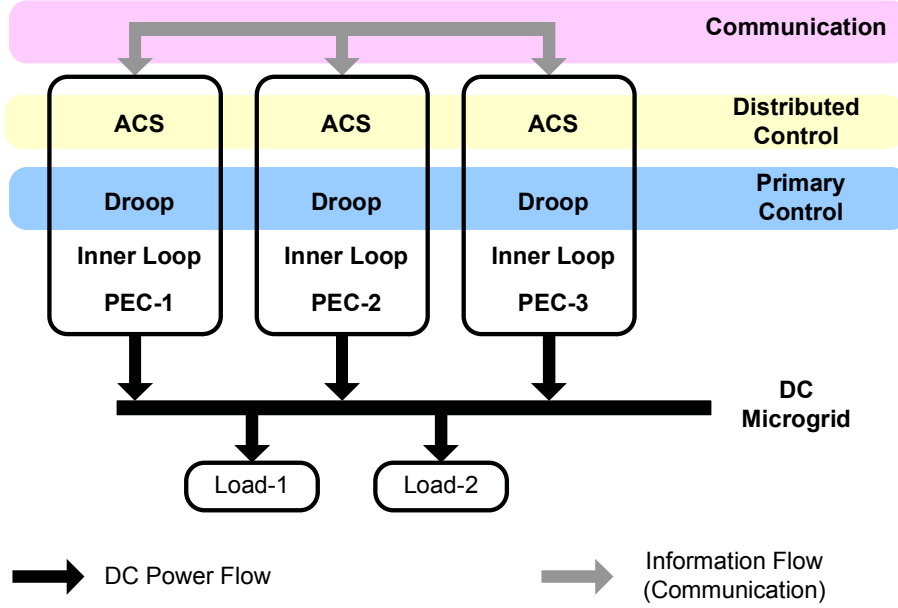 Communication
ACS ACS ACS
Distributed
Control
Droop Droop Droop
Primary
Control
Inner Loop Inner Loop Inner Loop
PEC-1 PEC-2 PEC-3
DC
Microgrid
Load-1 Load-2
DC Power Flow
Information Flow
(Communication)